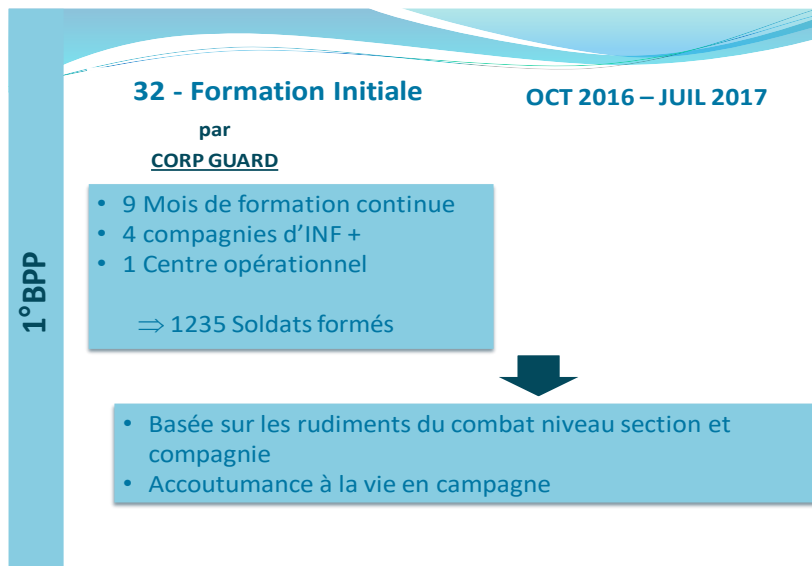 32 - Formation Initiale
OCT 2016 – JUIL 2017
par
CORP GUARD
1°BPP
• 9 Mois de formation continue
• 4 compagnies d'INF +
• 1 Centre opérationnel
⇒ 1235 Soldats formés
• Basée sur les rudiments du combat niveau section et
compagnie
• Accoutumance à la vie en campagne